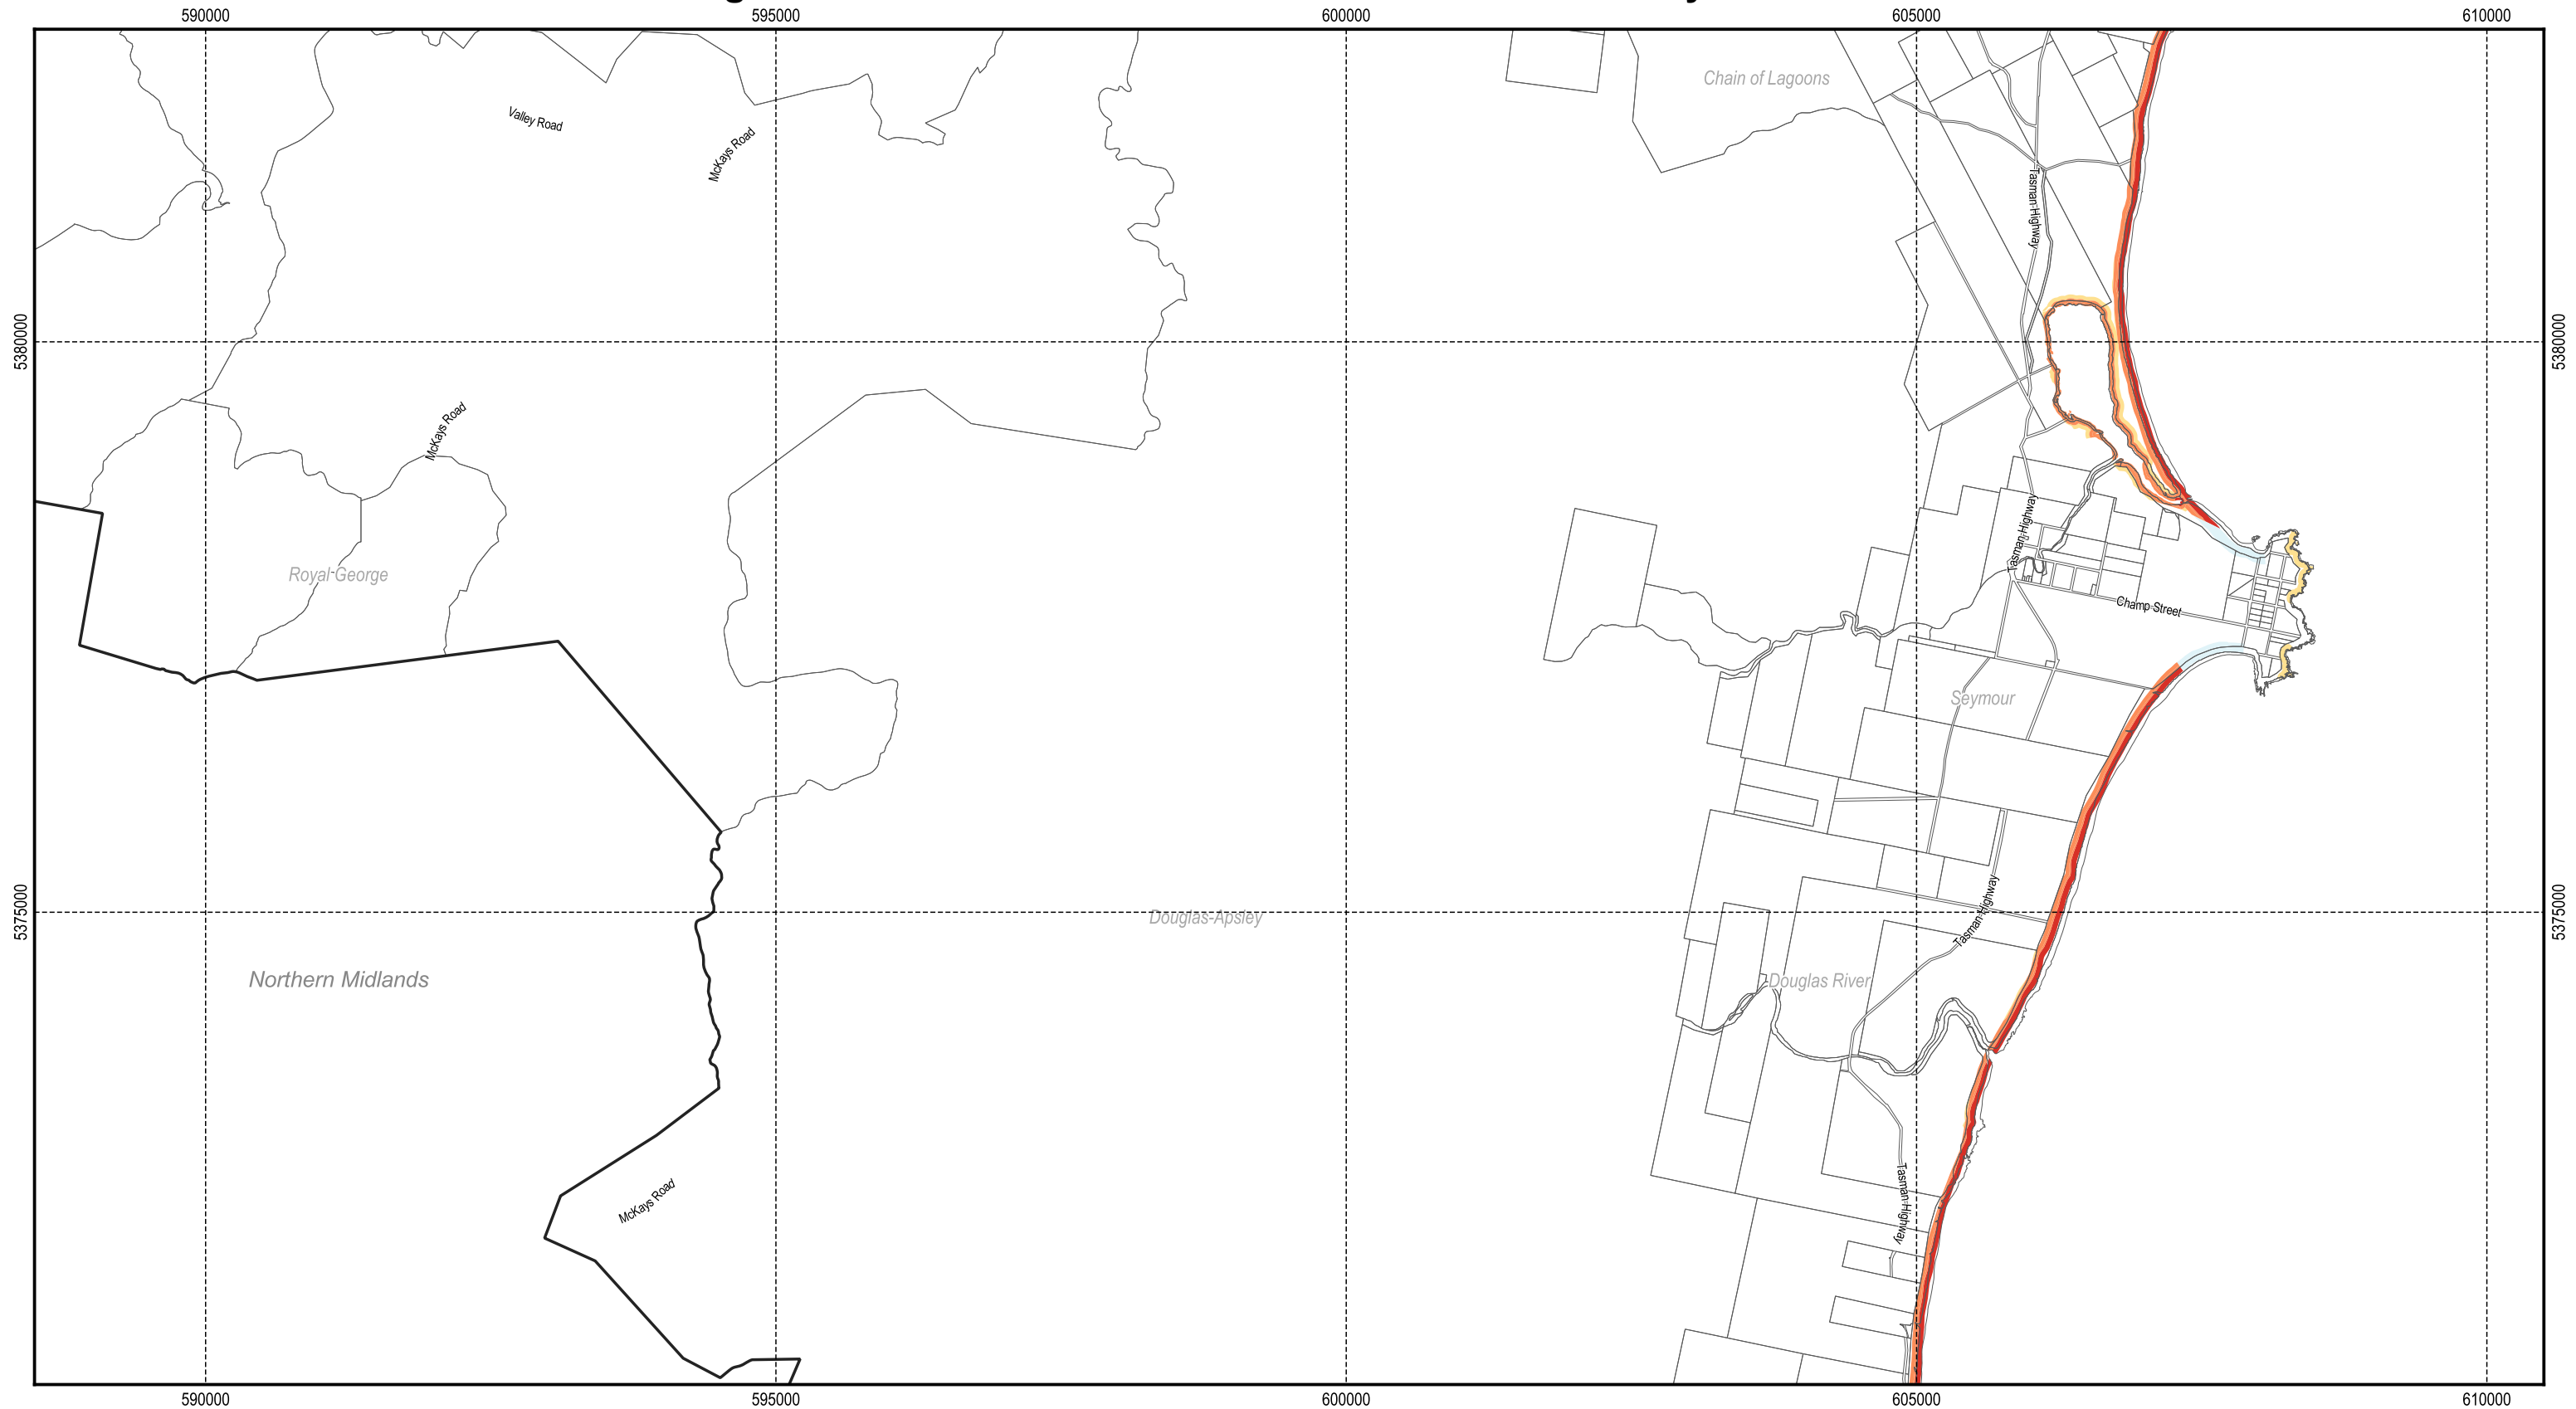 590000 595000 600000 605000 610000
Chain of Lagoons
Valley Road
McKays Road
Tasman Highway
5380000
5380000
McKays Road
Tasman Highway
Royal George
Champ Street
Seymour
Tasman Highway
5375000
5375000
Douglas-Apsley
Northern Midlands
Douglas River
McKays Road
Tasman Highway
590000 595000 600000 605000 610000